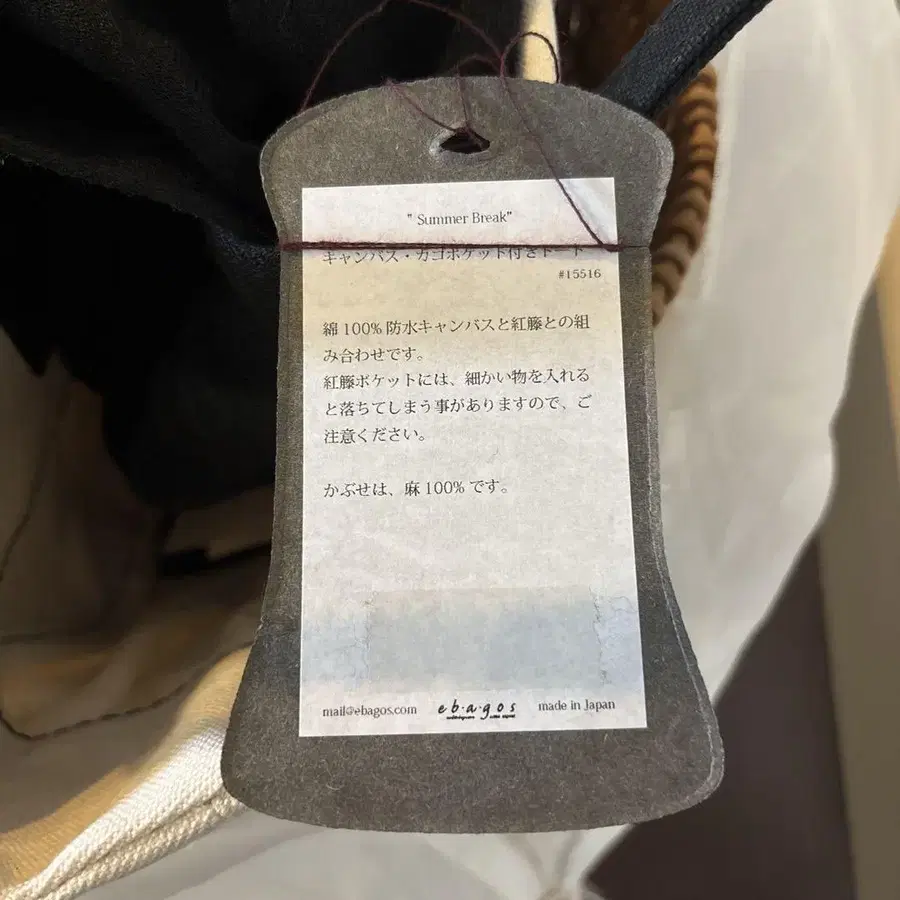 " Summer Break"
キャンバス・カゴポケット付きトート
#15516
綿 100% 防水キャンバスと紅籐との組
み合わせです。
紅籐ポケットには、細かい物を入れる
と落ちてしまう事がありますので、ご
注意ください。
かぶせは、麻 100% です。
mail@ebagos.com e.b.a.g.o.s made in Japan